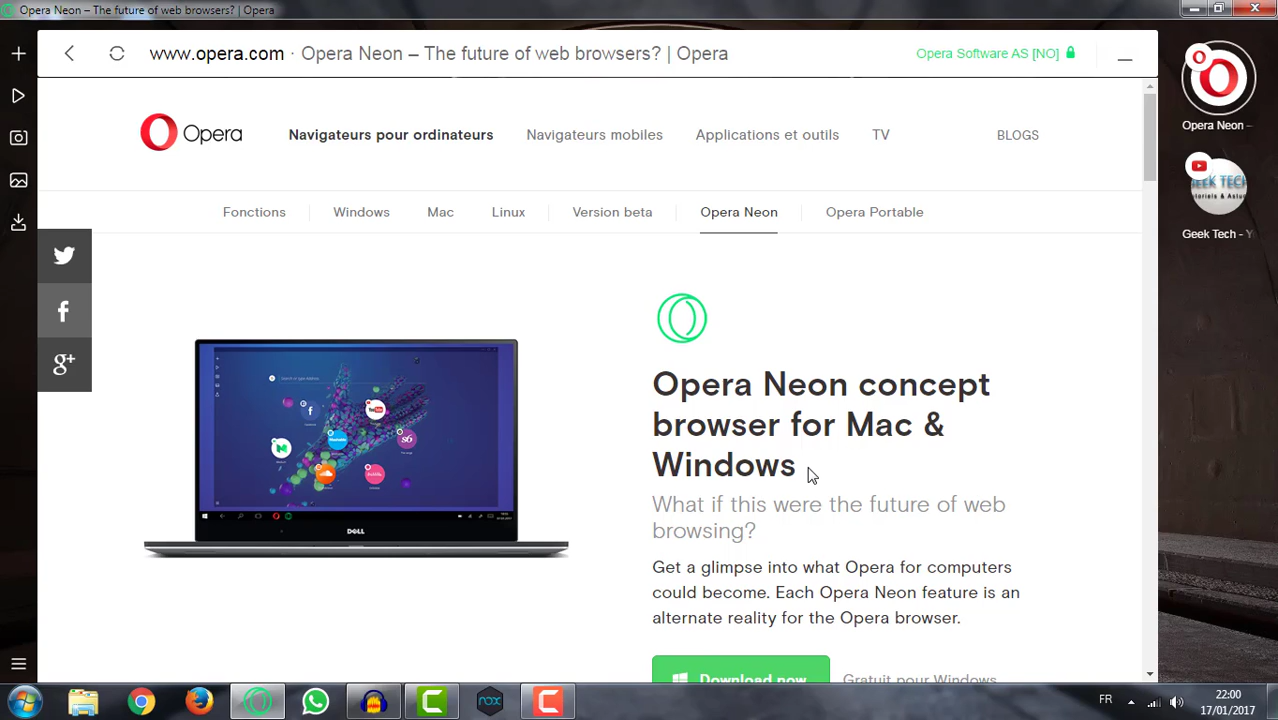 Opera Neon – The future of web browsers? | Opera
www.opera.com · Opera Neon – The future of web browsers? | Opera
Opera Software AS [NO]
Opera Neon –
Geek Tech - Y
GEEK TECH
Opera
Navigateurs pour ordinateurs
Navigateurs mobiles
Applications et outils
TV
BLOGS
Fonctions
Windows
Mac
Linux
Version beta
Opera Neon
Opera Portable
g+
DELL
Opera Neon concept
browser for Mac &
Windows
What if this were the future of web
browsing?
Get a glimpse into what Opera for computers
could become. Each Opera Neon feature is an
alternate reality for the Opera browser.
Download now
Gratuit pour Windows
nox
FR
22:00
17/01/2017